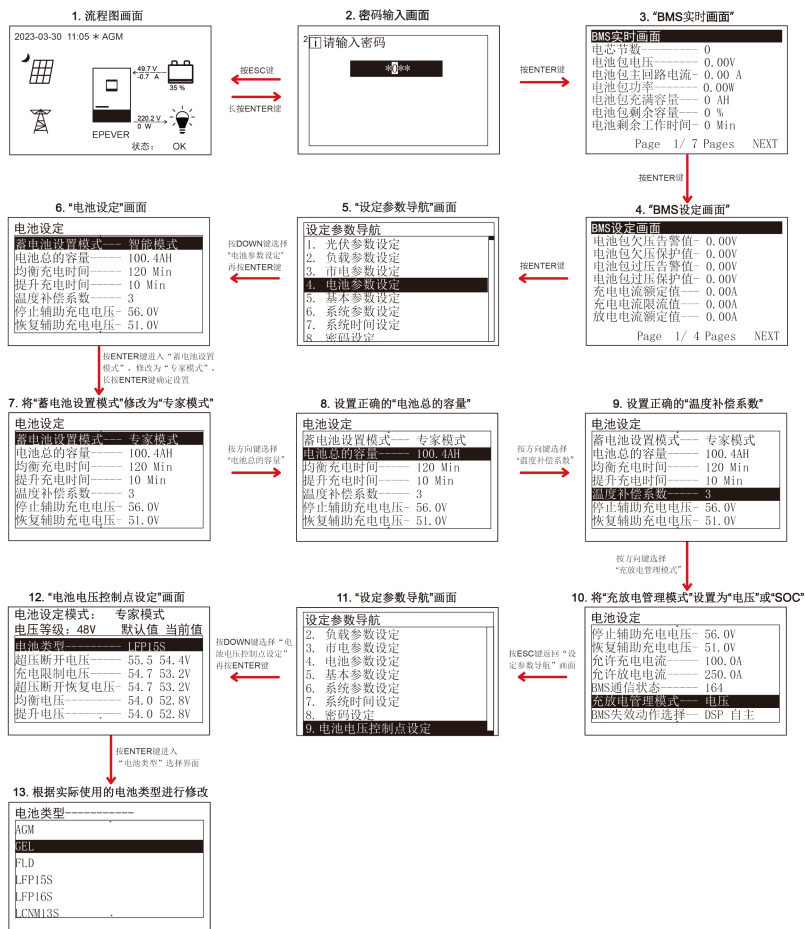 1. 流程图画面
2023-03-30 11:05 ＊ AGM
49.7 V
-0.7 A
35 %
220.2 V
0 W
EPEVER
状态： OK
按ESC键
长按ENTER键
2. 密码输入画面
请输入密码
*0**
按ENTER键
3. “BMS实时画面”
BMS实时画面
电芯节数--------- 0
电池包电压------- 0.00V
电池包主回路电流- 0.00 A
电池包功率------- 0.00W
电池包充满容量--- 0 AH
电池包剩余容量--- 0 %
电池剩余工作时间- 0 Min
Page 1/ 7 Pages NEXT
按ENTER键
4. “BMS设定画面”
BMS设定画面
电池包欠压告警值- 0.00V
电池包欠压保护值- 0.00V
电池包过压告警值- 0.00V
电池包过压保护值- 0.00V
充电电流额定值--- 0.00A
充电电流限流值--- 0.00A
放电电流额定值--- 0.00A
Page 1/ 4 Pages NEXT
按ENTER键
5. “设定参数导航”画面
设定参数导航
1. 光伏参数设定
2. 负载参数设定
3. 市电参数设定
4. 电池参数设定
5. 基本参数设定
6. 系统参数设定
7. 系统时间设定
8. 密码设定
按DOWN键选择
“电池参数设定”
再按ENTER键
6. “电池设定”画面
电池设定
蓄电池设置模式--- 智能模式
电池总的容量----- 100.4AH
均衡充电时间----- 120 Min
提升充电时间----- 10 Min
温度补偿系数----- 3
停止辅助充电电压- 56.0V
恢复辅助充电电压- 51.0V
按ENTER键进入“蓄电池设置
模式”，修改为“专家模式”，
长按ENTER键确定设置
7. 将“蓄电池设置模式”修改为“专家模式”
电池设定
蓄电池设置模式--- 专家模式
电池总的容量----- 100.4AH
均衡充电时间----- 120 Min
提升充电时间----- 10 Min
温度补偿系数----- 3
停止辅助充电电压- 56.0V
恢复辅助充电电压- 51.0V
按方向键选择
“电池总的容量”
8. 设置正确的“电池总的容量”
电池设定
蓄电池设置模式--- 专家模式
电池总的容量----- 100.4AH
均衡充电时间----- 120 Min
提升充电时间----- 10 Min
温度补偿系数----- 3
停止辅助充电电压- 56.0V
恢复辅助充电电压- 51.0V
按方向键选择
“温度补偿系数”
9. 设置正确的“温度补偿系数”
电池设定
蓄电池设置模式--- 专家模式
电池总的容量----- 100.4AH
均衡充电时间----- 120 Min
提升充电时间----- 10 Min
温度补偿系数----- 3
停止辅助充电电压- 56.0V
恢复辅助充电电压- 51.0V
按方向键选择
“充放电管理模式”
10. 将“充放电管理模式”设置为“电压”或“SOC”
电池设定
停止辅助充电电压- 56.0V
恢复辅助充电电压- 51.0V
允许充电电流----- 100.0A
允许放电电流----- 250.0A
BMS通信状态------ 164
充放电管理模式--- 电压
BMS失效动作选择-- DSP 自主
按ESC键返回“设
定参数导航”画面
11. “设定参数导航”画面
设定参数导航
2. 负载参数设定
3. 市电参数设定
4. 电池参数设定
5. 基本参数设定
6. 系统参数设定
7. 系统时间设定
8. 密码设定
9. 电池电压控制点设定
按DOWN键选择“电
池电压控制点设定”
再按ENTER键
12. “电池电压控制点设定”画面
电池设定模式： 专家模式
电压等级：48V 默认值 当前值
电池类型--------- LFP15S
超压断开电压----- 55.5 54.4V
充电限制电压----- 54.7 53.2V
超压断开恢复电压- 54.7 53.2V
均衡电压--------- 54.0 52.8V
提升电压--------- 54.0 52.8V
按ENTER键进入
“电池类型”选择界面
13. 根据实际使用的电池类型进行修改
电池类型-----------
AGM
GEL
FLD
LFP15S
LFP16S
LCNM13S